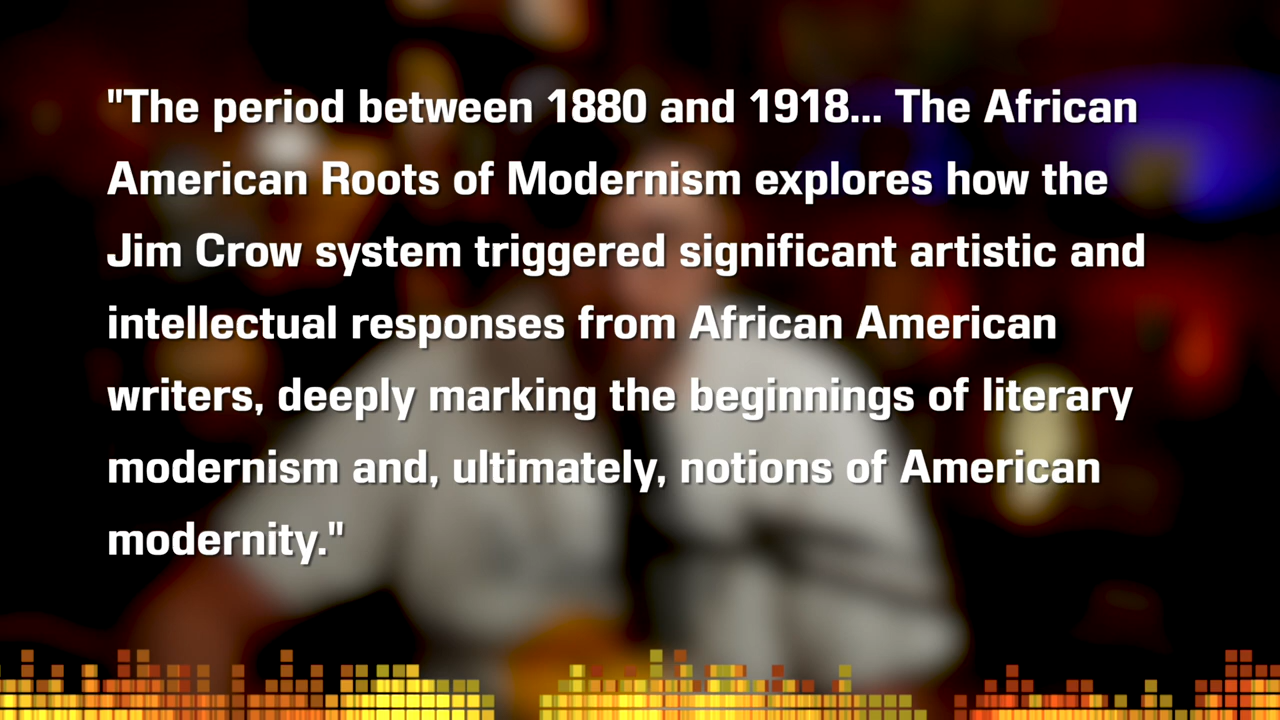 "The period between 1880 and 1918... The African
American Roots of Modernism explores how the
Jim Crow system triggered significant artistic and
intellectual responses from African American
writers, deeply marking the beginnings of literary
modernism and, ultimately, notions of American
modernity."